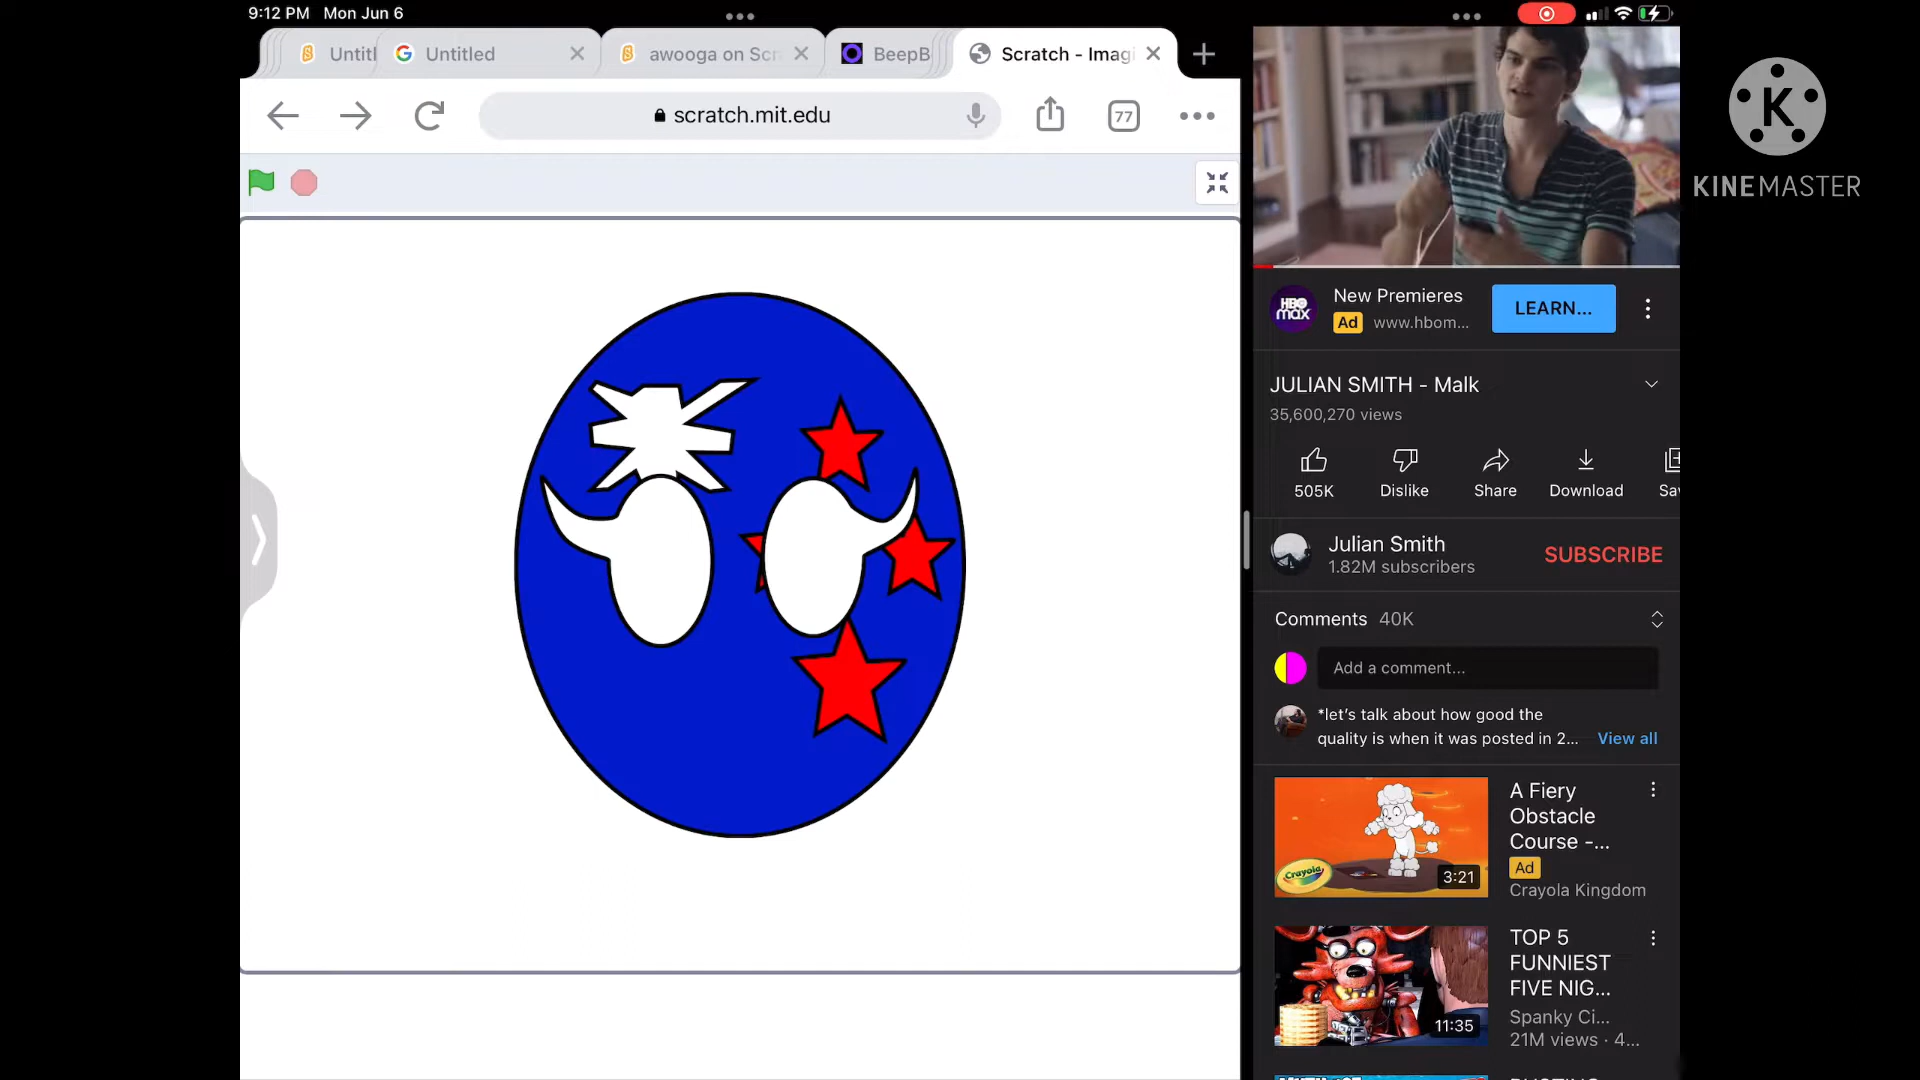 9:12 PM Mon Jun 6
Untitl
Untitled
awooga on Scr
BeepB
Scratch - Imagi
scratch.mit.edu
77
KINEMASTER
HBO
max
New Premieres
Ad www.hbom...
LEARN...
JULIAN SMITH - Malk
35,600,270 views
505K
Dislike
Share
Download
Sav
Julian Smith
1.82M subscribers
SUBSCRIBE
Comments 40K
Add a comment...
*let's talk about how good the
quality is when it was posted in 2... View all
Crayola
3:21
A Fiery
Obstacle
Course -...
Ad
Crayola Kingdom
11:35
TOP 5
FUNNIEST
FIVE NIG...
Spanky Ci...
21M views · 4...